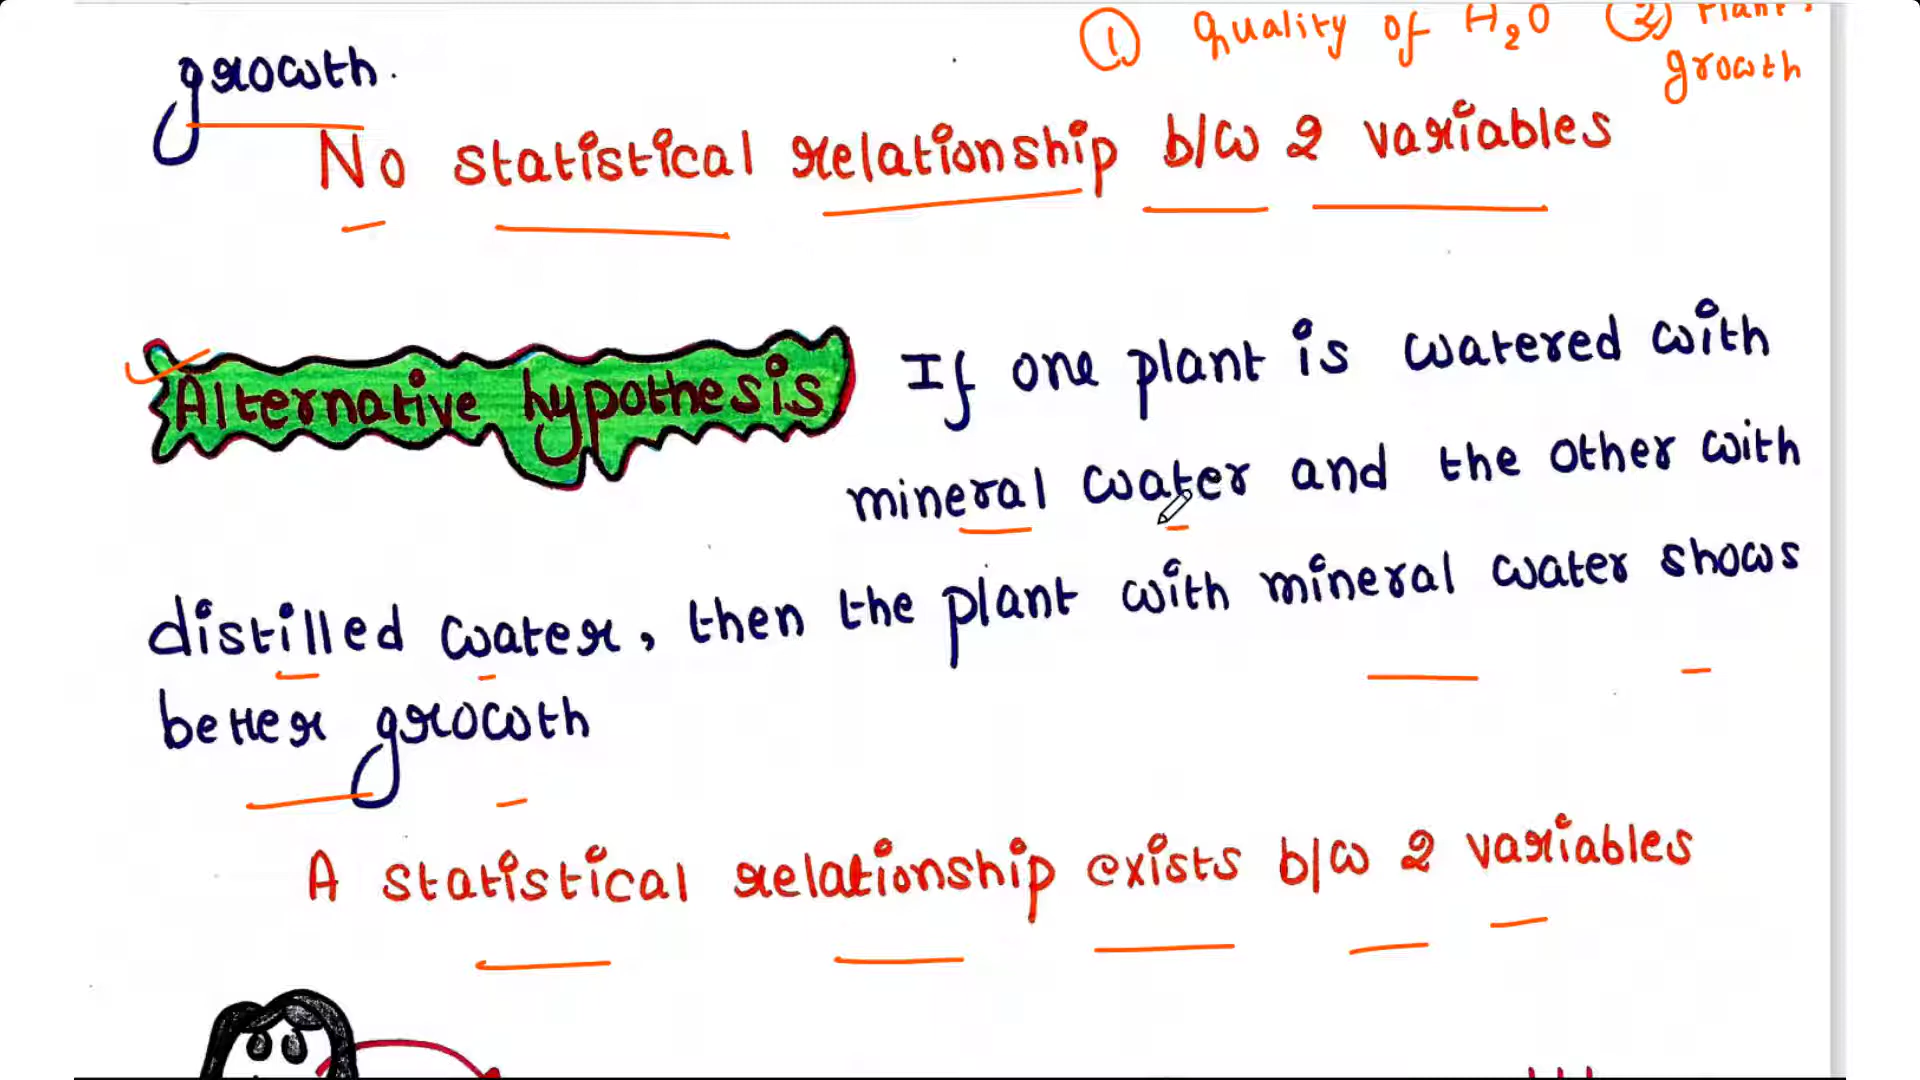 ① Quality of H₂O ② Plant
growth
growth.
No statistical relationship b/w 2 variables
Alternative hypothesis
If one plant is watered with
mineral water and the other with
distilled water, then the plant with mineral water shows
better growth
A statistical relationship exists b/w 2 variables